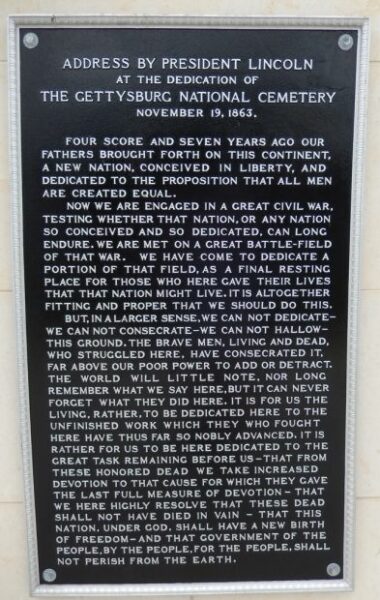 ADDRESS BY PRESIDENT LINCOLN
AT THE DEDICATION OF
THE GETTYSBURG NATIONAL CEMETERY
NOVEMBER 19, 1863.
FOUR SCORE AND SEVEN YEARS AGO OUR
FATHERS BROUGHT FORTH ON THIS CONTINENT,
A NEW NATION, CONCEIVED IN LIBERTY, AND
DEDICATED TO THE PROPOSITION THAT ALL MEN
ARE CREATED EQUAL.
NOW WE ARE ENGAGED IN A GREAT CIVIL WAR,
TESTING WHETHER THAT NATION, OR ANY NATION
SO CONCEIVED AND SO DEDICATED, CAN LONG
ENDURE. WE ARE MET ON A GREAT BATTLE-FIELD
OF THAT WAR. WE HAVE COME TO DEDICATE A
PORTION OF THAT FIELD, AS A FINAL RESTING
PLACE FOR THOSE WHO HERE GAVE THEIR LIVES
THAT THAT NATION MIGHT LIVE. IT IS ALTOGETHER
FITTING AND PROPER THAT WE SHOULD DO THIS.
BUT, IN A LARGER SENSE, WE CAN NOT DEDICATE-
WE CAN NOT CONSECRATE-WE CAN NOT HALLOW-
THIS GROUND. THE BRAVE MEN, LIVING AND DEAD,
WHO STRUGGLED HERE, HAVE CONSECRATED IT,
FAR ABOVE OUR POOR POWER TO ADD OR DETRACT.
THE WORLD WILL LITTLE NOTE, NOR LONG
REMEMBER WHAT WE SAY HERE, BUT IT CAN NEVER
FORGET WHAT THEY DID HERE. IT IS FOR US THE
LIVING, RATHER, TO BE DEDICATED HERE TO THE
UNFINISHED WORK WHICH THEY WHO FOUGHT
HERE HAVE THUS FAR SO NOBLY ADVANCED. IT IS
RATHER FOR US TO BE HERE DEDICATED TO THE
GREAT TASK REMAINING BEFORE US-THAT FROM
THESE HONORED DEAD WE TAKE INCREASED
DEVOTION TO THAT CAUSE FOR WHICH THEY GAVE
THE LAST FULL MEASURE OF DEVOTION-THAT
WE HERE HIGHLY RESOLVE THAT THESE DEAD
SHALL NOT HAVE DIED IN VAIN - THAT THIS
NATION, UNDER GOD, SHALL HAVE A NEW BIRTH
OF FREEDOM-AND THAT GOVERNMENT OF THE
PEOPLE, BY THE PEOPLE, FOR THE PEOPLE, SHALL
NOT PERISH FROM THE EARTH.